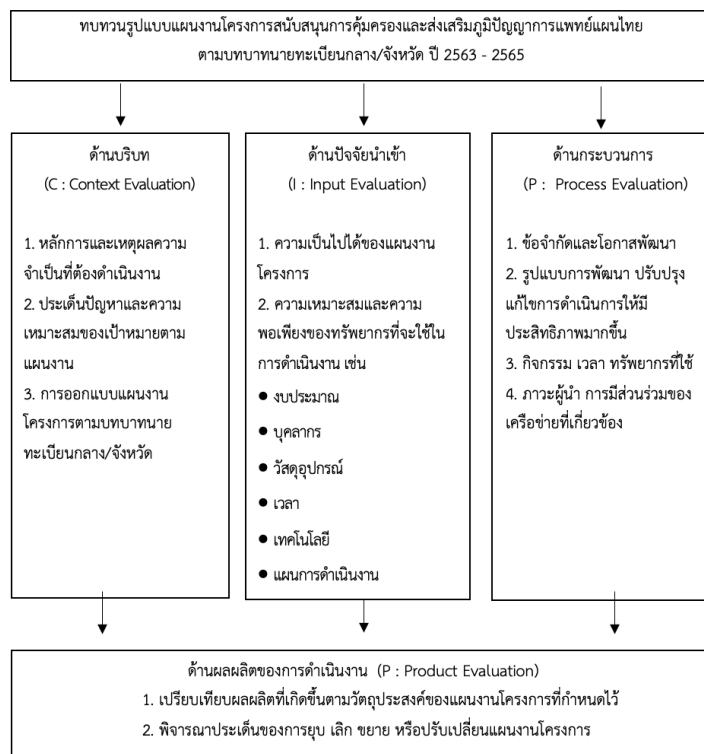 ทบทวนรูปแบบแผนงานโครงการสนับสนุนการคุ้มครองและส่งเสริมภูมิปัญญาการแพทย์แผนไทย
ตามบทบาทนายทะเบียนกลาง/จังหวัด ปี 2563 - 2565
ด้านบริบท
(C : Context Evaluation)
1. หลักการและเหตุผลความ
จำเป็นที่ต้องดำเนินงาน
2. ประเด็นปัญหาและความ
เหมาะสมของเป้าหมายตาม
แผนงาน
3. การออกแบบแผนงาน
โครงการตามบทบาทนาย
ทะเบียนกลาง/จังหวัด
ด้านปัจจัยนำเข้า
(I : Input Evaluation)
1. ความเป็นไปได้ของแผนงาน
โครงการ
2. ความเหมาะสมและความ
พอเพียงของทรัพยากรที่จะใช้ใน
การดำเนินงาน เช่น
● งบประมาณ
● บุคลากร
● วัสดุอุปกรณ์
● เวลา
● เทคโนโลยี
● แผนการดำเนินงาน
ด้านกระบวนการ
(P : Process Evaluation)
1. ข้อจำกัดและโอกาสพัฒนา
2. รูปแบบการพัฒนา ปรับปรุง
แก้ไขการดำเนินการให้มี
ประสิทธิภาพมากขึ้น
3. กิจกรรม เวลา ทรัพยากรที่ใช้
4. ภาวะผู้นำ การมีส่วนร่วมของ
เครือข่ายที่เกี่ยวข้อง
ด้านผลผลิตของการดำเนินงาน (P : Product Evaluation)
1. เปรียบเทียบผลผลิตที่เกิดขึ้นตามวัตถุประสงค์ของแผนงานโครงการที่กำหนดไว้
2. พิจารณาประเด็นของการยุบ เลิก ขยาย หรือปรับเปลี่ยนแผนงานโครงการ